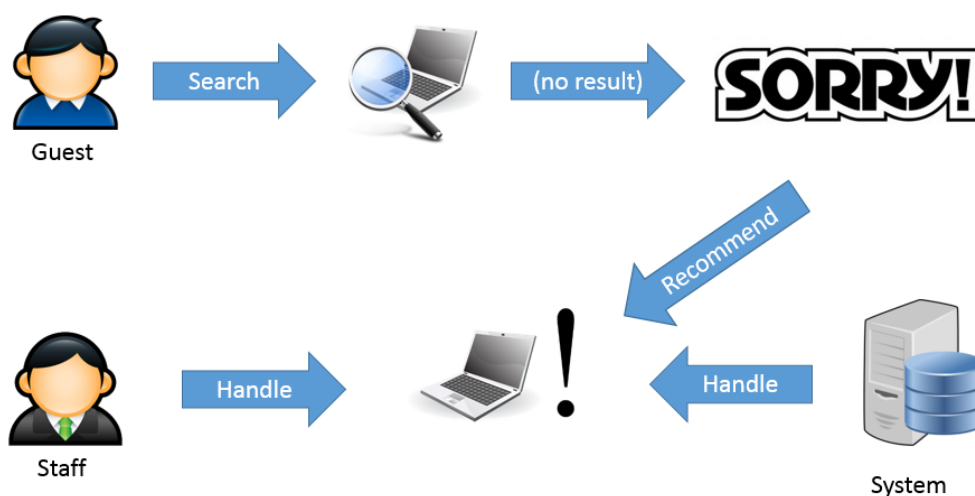 Search
(no result)
SORRY!
Guest
Recommend
Handle
Handle
Staff
System